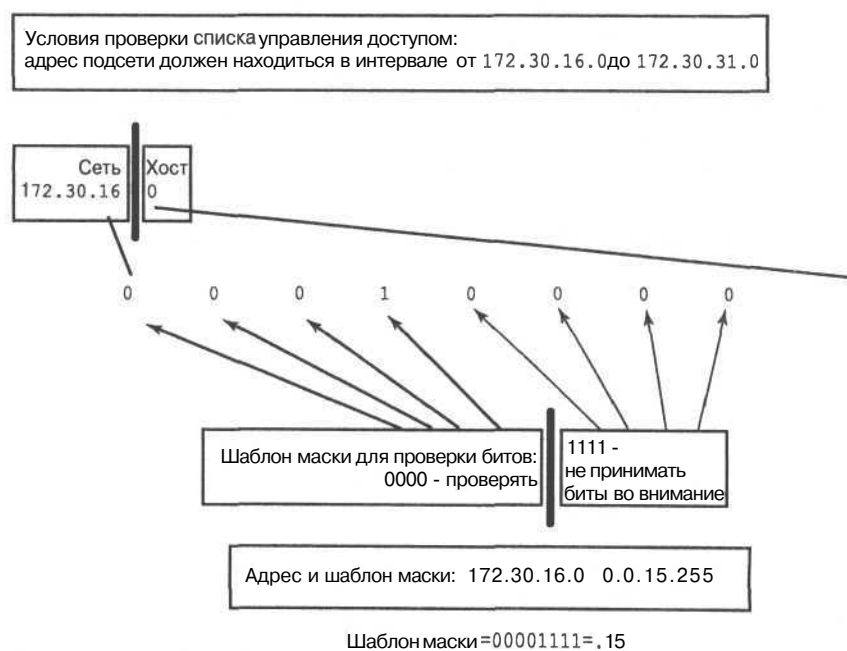 Условия проверки списка управления доступом:
адрес подсети должен находиться в интервале от 172.30.16.0до 172.30.31.0
Сеть
172.30.16
Хост
0
0 0 0 1 0 0 0 0
Шаблон маски для проверки битов:
0000 - проверять
1111 -
не принимать
биты во внимание
Адрес и шаблон маски: 172.30.16.0 0.0.15.255
Шаблон маски=00001111=.15